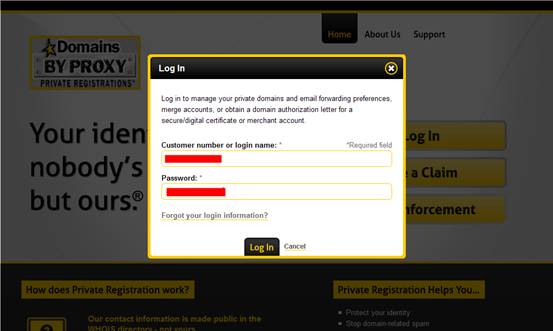 Home About Us Support
Domains
BY PROXY
PRIVATE REGISTRATIONS
Log In
Log in to manage your private domains and email forwarding preferences,
merge accounts, or obtain a domain authorization letter for a
secure/digital certificate or merchant account.
Customer number or login name: * *Required field
Password: *
Forgot your login information?
Log In Cancel
Your iden
nobody's
but ours.®
Log In
e a Claim
nforcement
How does Private Registration work?
Our contact information is made public in the
WHOIS directory - not yours
Private Registration Helps You...
Protect your identity
Stop domain-related spam